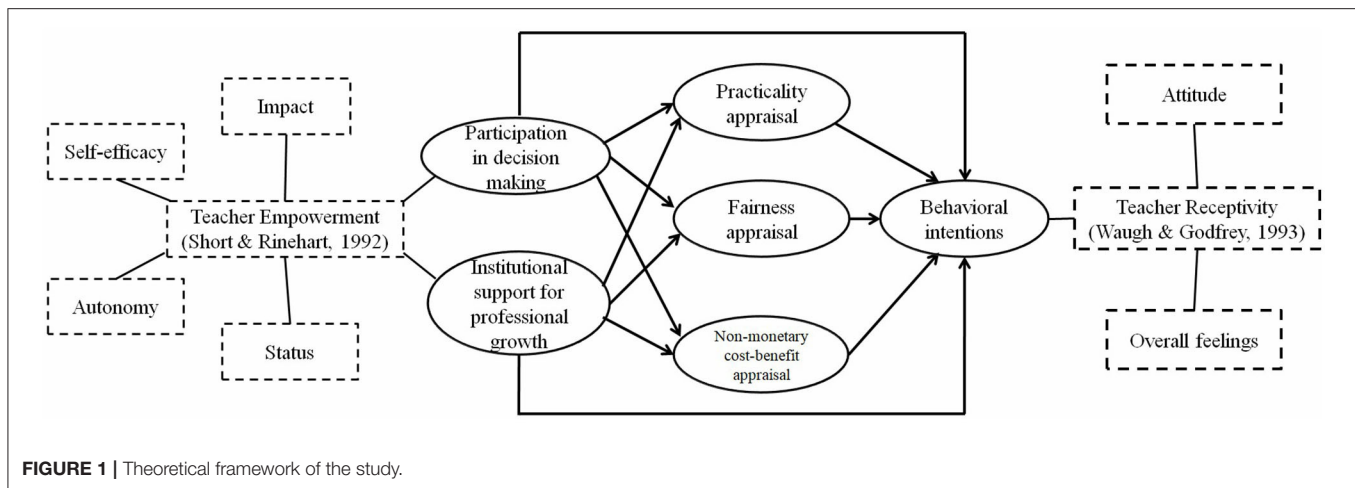 Impact
Self-efficacy
Teacher Empowerment
(Short & Rinehart, 1992)
Autonomy
Status
Participation
in decision
making
Institutional
support for
professional
growth
Practicality
appraisal
Fairness
appraisal
Non-monetary
cost-benefit
appraisal
Behavioral
intentions
Attitude
Teacher Receptivity
(Waugh & Godfrey, 1993)
Overall feelings
FIGURE 1 | Theoretical framework of the study.